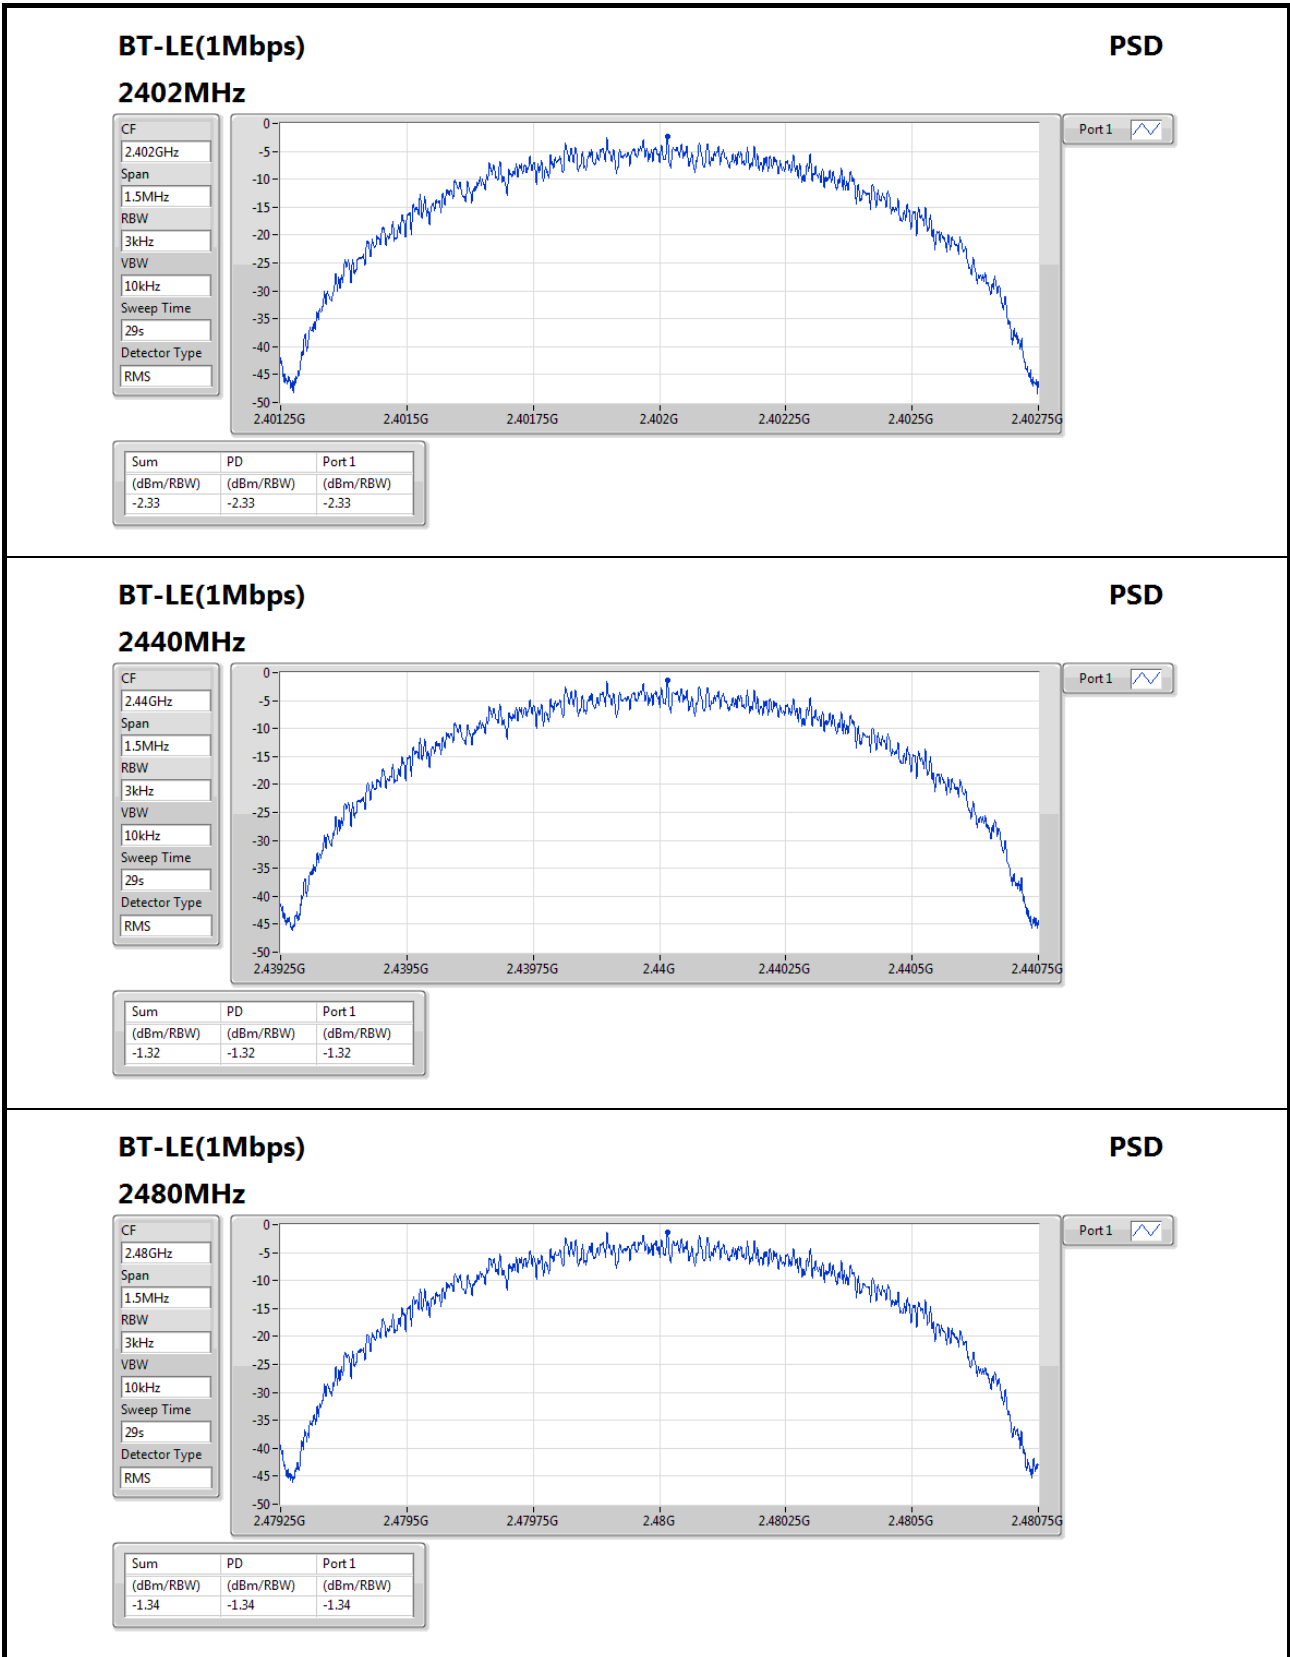 BT-LE(1Mbps) PSD
2402MHz
CF
2.402GHz
Span
1.5MHz
RBW
3kHz
VBW
10kHz
Sweep Time
29s
Detector Type
RMS
0
-5
-10
-15
-20
-25
-30
-35
-40
-45
-50
2.40125G 2.4015G 2.40175G 2.402G 2.40225G 2.4025G 2.40275G
Port 1
Sum PD Port 1
(dBm/RBW) (dBm/RBW) (dBm/RBW)
-2.33 -2.33 -2.33
BT-LE(1Mbps) PSD
2440MHz
CF
2.44GHz
Span
1.5MHz
RBW
3kHz
VBW
10kHz
Sweep Time
29s
Detector Type
RMS
0
-5
-10
-15
-20
-25
-30
-35
-40
-45
-50
2.43925G 2.4395G 2.43975G 2.44G 2.44025G 2.4405G 2.44075G
Port 1
Sum PD Port 1
(dBm/RBW) (dBm/RBW) (dBm/RBW)
-1.32 -1.32 -1.32
BT-LE(1Mbps) PSD
2480MHz
CF
2.48GHz
Span
1.5MHz
RBW
3kHz
VBW
10kHz
Sweep Time
29s
Detector Type
RMS
0
-5
-10
-15
-20
-25
-30
-35
-40
-45
-50
2.47925G 2.4795G 2.47975G 2.48G 2.48025G 2.4805G 2.48075G
Port 1
Sum PD Port 1
(dBm/RBW) (dBm/RBW) (dBm/RBW)
-1.34 -1.34 -1.34